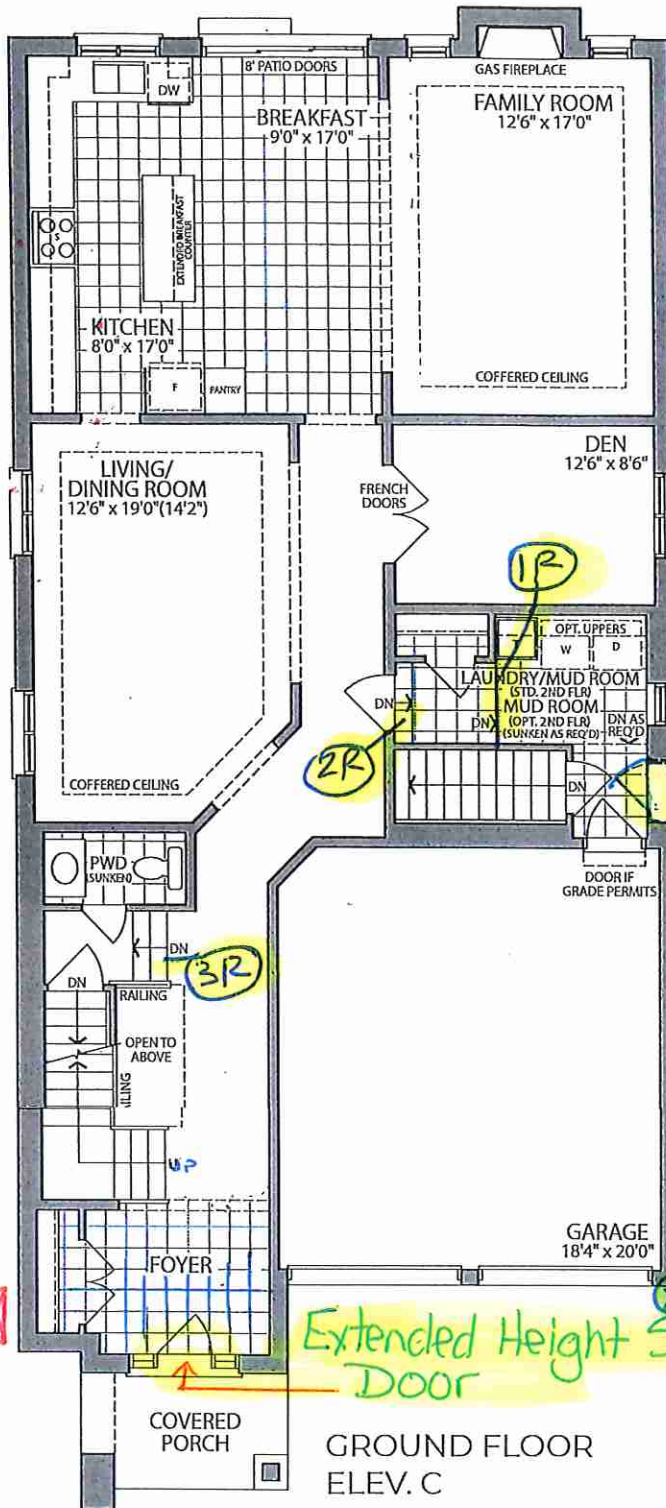 8' PATIO DOORS
GAS FIREPLACE
DW
BREAKFAST
9'0" x 17'0"
FAMILY ROOM
12'6" x 17'0"
S
EXTENDED BREAKFAST
COUNTER
KITCHEN
8'0" x 17'0"
F
PANTRY
COFFERED CEILING
LIVING/
DINING ROOM
12'6" x 19'0"(14'2")
FRENCH
DOORS
DEN
12'6" x 8'6"
1R
OPT. UPPERS
T
W
D
LAUNDRY/MUD ROOM
(STD. 2ND FLR)
MUD ROOM
(OPT. 2ND FLR)
(SUNKEN AS REQ'D)
DN
DN
DN AS
REQ'D
2R
DN
COFFERED CEILING
PWD
(SUNKEN)
DOOR IF
GRADE PERMITS
DN
3R
DN
RAILING
OPEN TO
ABOVE
ILING
UP
FOYER
GARAGE
18'4" x 20'0"
Extended Height S
Door
COVERED
PORCH
GROUND FLOOR
ELEV. C